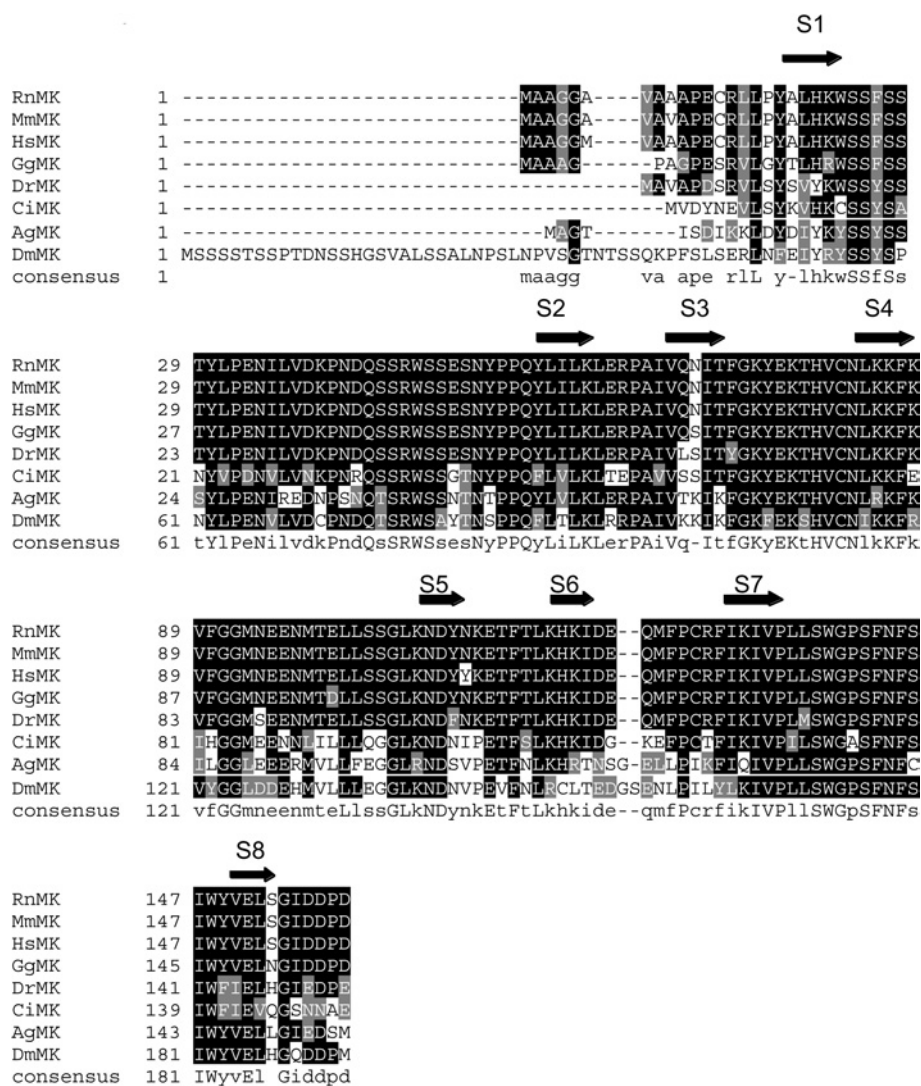 S1
RnMK 1 ----------------------------MAAGGA----VAAAPECRLLPYALHKWSSFSS
MmMK 1 ----------------------------MAAGGA----VAVAPECRLLPYALHKWSSFSS
HsMK 1 ----------------------------MAAGGM----VAAAPECRLLPYALHKWSSFSS
GgMK 1 ----------------------------MAAAG------PAGPESRVLGYTLHRWSSFSS
DrMK 1 --------------------------------------MAVAPDSRVLSYSVYKWSSYSS
CiMK 1 ----------------------------------------MVDYNEVLSYKVHKCSSYSA
AgMK 1 ------------------------------MAGT-------ISDIKKLDYDIYKYSSYSS
DmMK 1 MSSSSTSSPTDNSSHGSVALSSALNPSLNPVSGTNTSSQKPFSLSERLNFEIYRYSSYSP
consensus 1 maagg va aperlL y-lhkwSSfSs
S2 S3 S4
RnMK 29 TYLPENILVDKPNDQSSRWSSESNYPPQYLILKLERPAIVQNITFGKYEKTHVCNLKKFK
MmMK 29 TYLPENILVDKPNDQSSRWSSESNYPPQYLILKLERPAIVQNITFGKYEKTHVCNLKKFK
HsMK 29 TYLPENILVDKPNDQSSRWSSESNYPPQYLILKLERPAIVQNITFGKYEKTHVCNLKKFK
GgMK 27 TYLPENILVDKPNDQSSRWSSESNYPPQYLILKLERPAIVQSITFGKYEKTHVCNLKKFK
DrMK 23 TYLPENILVDKPNDQSSRWSSESNYPPQYLILKLERPAIVLSITYGKYEKTHVCNLKKFK
CiMK 21 NYVPDNVLVNKPNRQSSRWSSGTNYPPQFLVLKLTEPAVVSSITFGKYEKTHVCNLKKFE
AgMK 24 SYLPENIREDNPSNQTSRWSSNTNTPPQYLVLKLERPAIVTKIKFGKYEKTHVCNLRKFK
DmMK 61 NYLPENVLVDCPNDQTSRWSAYTNSPPQFLTLKLRRPAIVKKIKFGKFEKSHVCNIKKFR
consensus 61 tYlPeNilvdkPndQsSRWSsesNyPPQyLiLKLerPAiVq-ItfGKyEKtHVCNlkKFk
S5 S6 S7
RnMK 89 VFGGMNEENMTELLSSGLKNDYNKETFTLKHKIDE--QMFPCRFIKIVPLLSWGPSFNFS
MmMK 89 VFGGMNEENMTELLSSGLKNDYNKETFTLKHKIDE--QMFPCRFIKIVPLLSWGPSFNFS
HsMK 89 VFGGMNEENMTELLSSGLKNDYYKETFTLKHKIDE--QMFPCRFIKIVPLLSWGPSFNFS
GgMK 87 VFGGMNEENMTDLLSSGLKNDYNKETFTLKHKIDE--QMFPCRFIKIVPLLSWGPSFNFS
DrMK 83 VFGGMSEENMTELLSSGLKNDFNKETFTLKHKIDE--QMFPCRFIKIVPLMSWGPSFNFS
CiMK 81 IHGGMEENNLILLLQGGLKNDNIPETFSLKHKIDG--KEFPCTFIKIVPILSWGASFNFS
AgMK 84 ILGGLEEERMVLLFEGGLRNDSVPETFNLKHRTNSG-ELLPIKFIQIVPLLSWGPSFNFC
DmMK 121 VYGGLDDEHMVLLLEGGLKNDNVPEVFNLRCLTEDGSENLPILYLKIVPLLSWGPSFNFS
consensus 121 vfGGmneenmteLlssGLkNDynkEtFtLkhkide--qmfPcrfikIVPllSWGpSFNFs
S8
RnMK 147 IWYVELSGIDDPD
MmMK 147 IWYVELSGIDDPD
HsMK 147 IWYVELSGIDDPD
GgMK 145 IWYVELNGIDDPD
DrMK 141 IWFIELHGIEDPE
CiMK 139 IWFIEVQGSNNAE
AgMK 143 IWYVELLGIEDSM
DmMK 181 IWYVELHGQDDPM
consensus 181 IWyvEl Giddpd